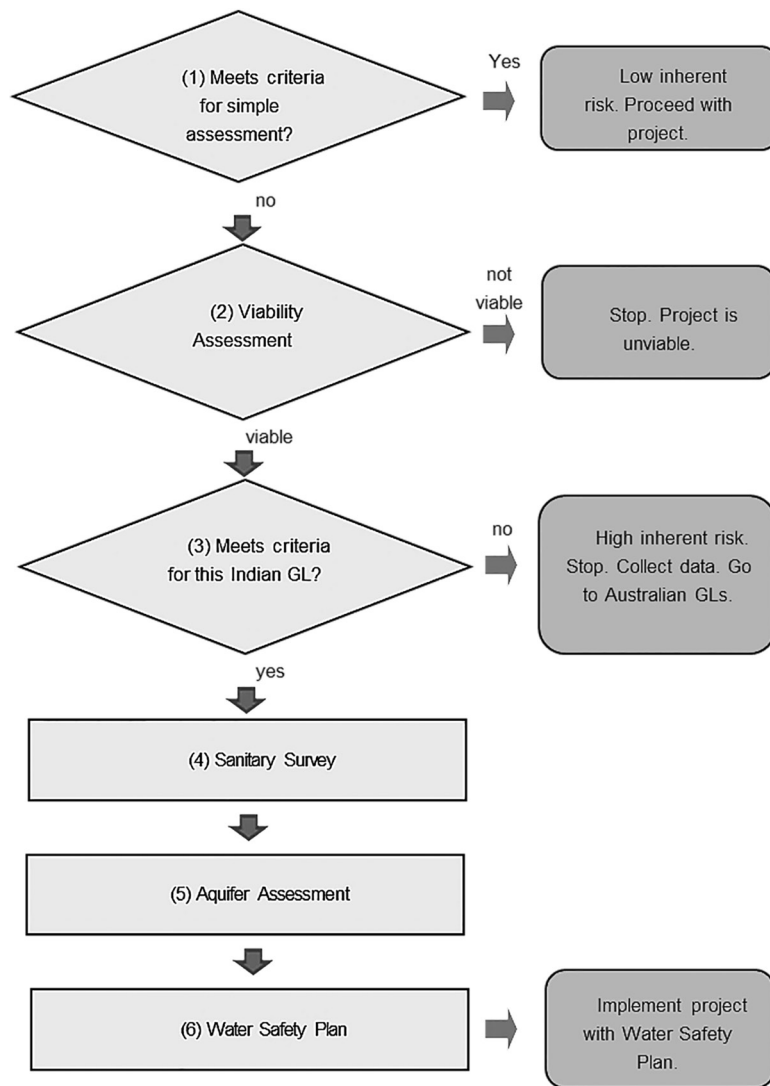 (1) Meets criteria
for simple
assessment?
Yes
Low inherent
risk. Proceed with
project.
no
(2) Viability
Assessment
not
viable
Stop. Project is
unviable.
viable
(3) Meets criteria
for this Indian GL?
no
High inherent risk.
Stop. Collect data. Go
to Australian GLs.
yes
(4) Sanitary Survey
(5) Aquifer Assessment
(6) Water Safety Plan
Implement project
with Water Safety
Plan.